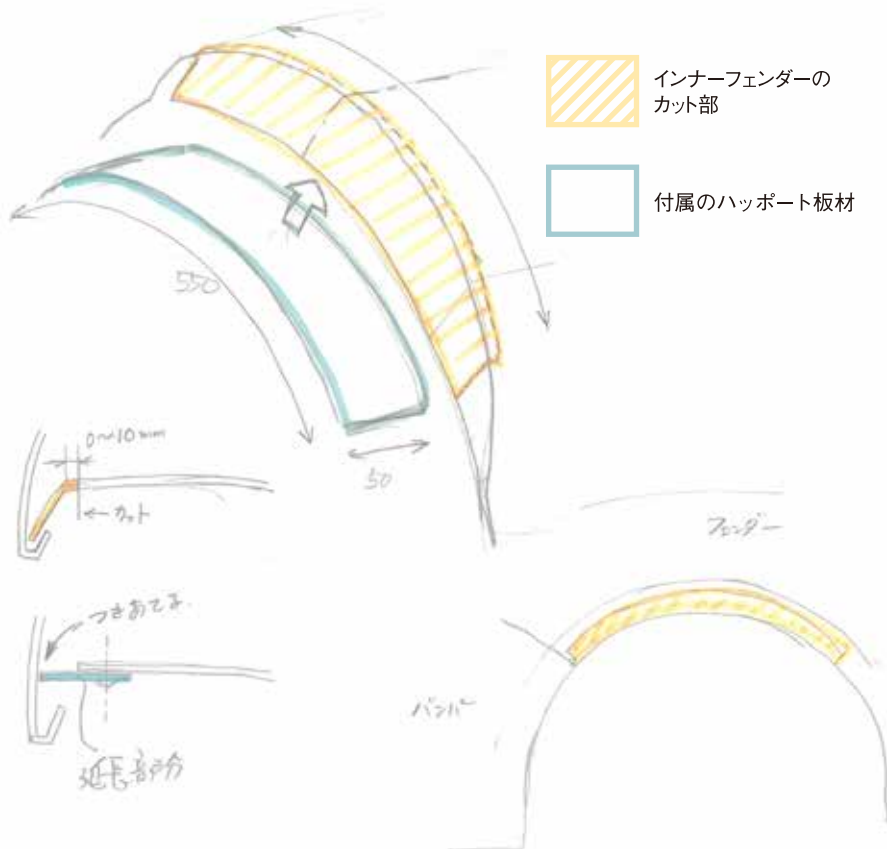 インナーフェンダーの
カット部
付属のハッポート板材
550
50
0~10mm
←カット
フェンダー
つきあてる
バンパー
延長部分